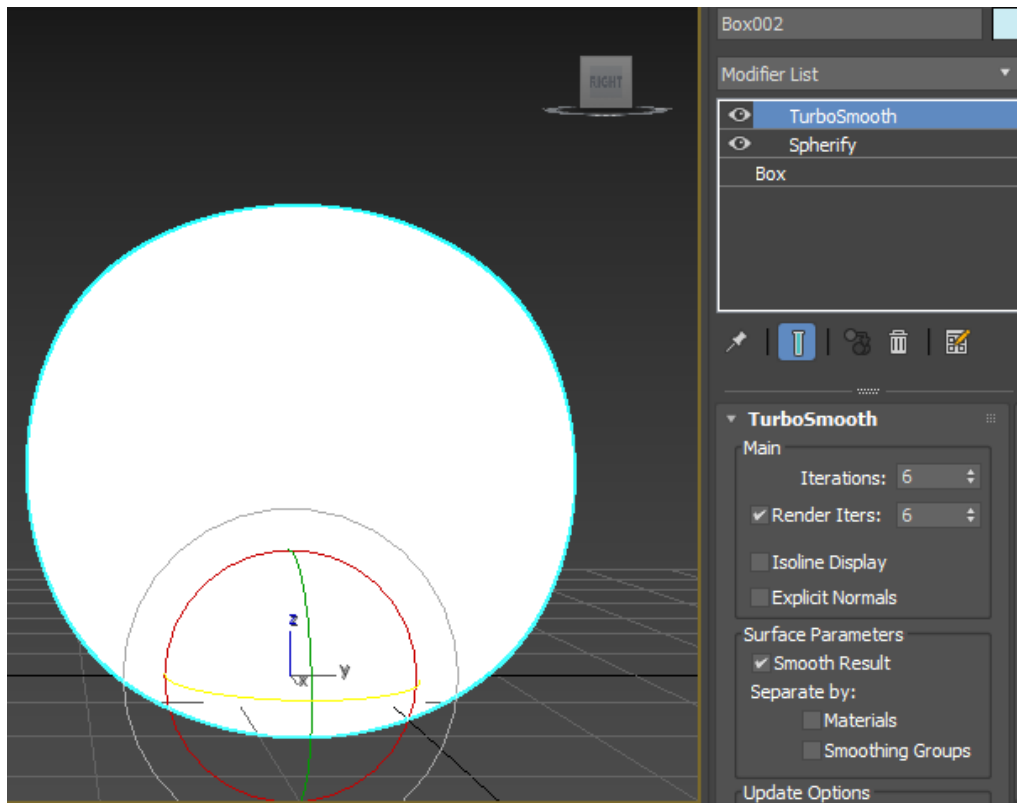 Box002
Modifier List
RIGHT
TurboSmooth
Spherify
Box
TurboSmooth
Main
Iterations: 6
Render Iters: 6
Isoline Display
Explicit Normals
Surface Parameters
Smooth Result
Separate by:
Materials
Smoothing Groups
z
y
x
Update Options